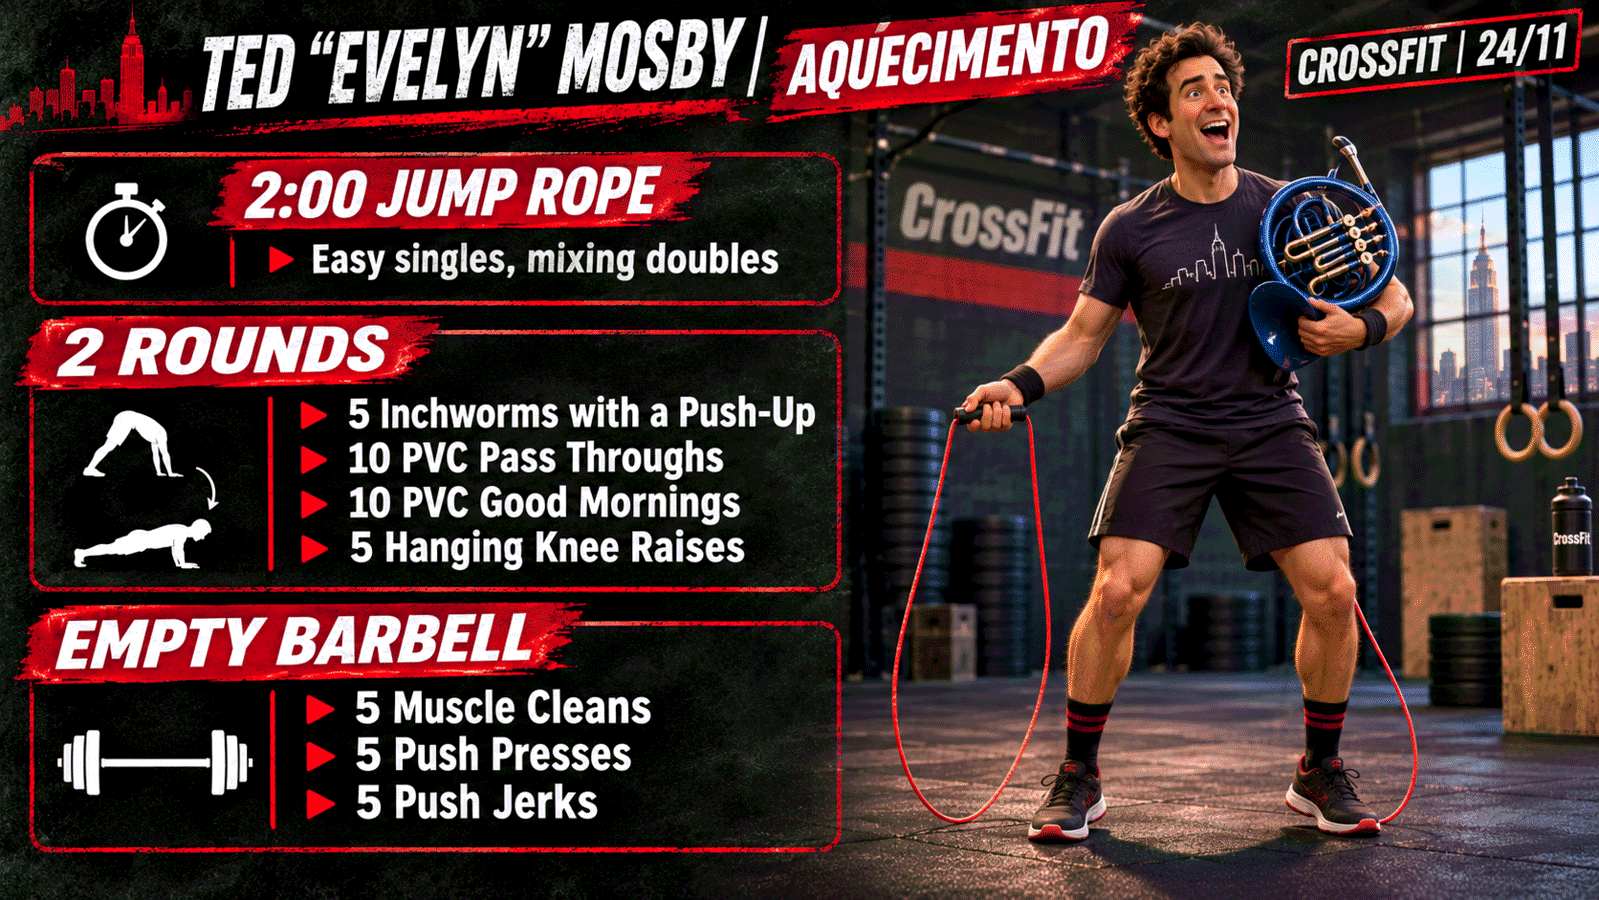 TED “EVELYN” MOSBY | AQUÉCIMENTO
CROSSFIT | 24/11
2:00 JUMP ROPE
Easy singles, mixing doubles
2 ROUNDS
5 Inchworms with a Push-Up
10 PVC Pass Throughs
10 PVC Good Mornings
5 Hanging Knee Raises
EMPTY BARBELL
5 Muscle Cleans
5 Push Presses
5 Push Jerks
CrossFit
CrossFit